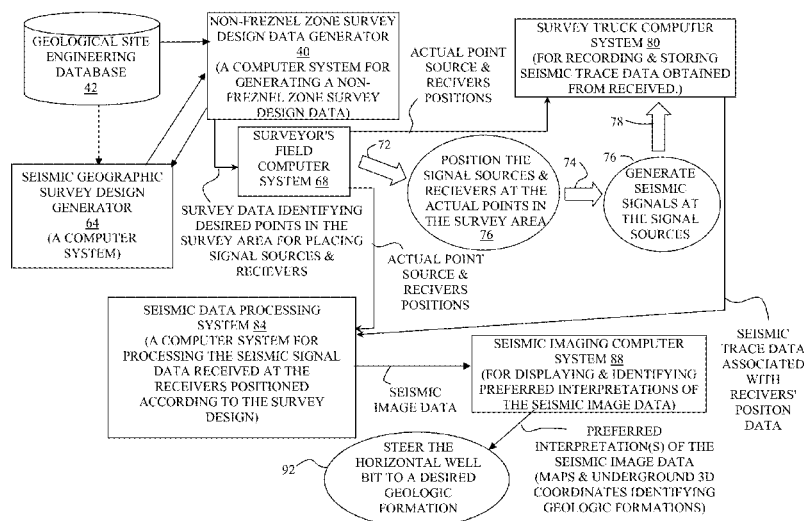 GEOLOGICAL SITE
ENGINEERING
DATABASE
42
NON-FREZNEL ZONE SURVEY
DESIGN DATA GENERATOR
40
(A COMPUTER SYSTEM FOR
GENERATING A NON-
FREZNEL ZONE SURVEY
DESIGN DATA)
ACTUAL POINT
SOURCE &
RECIVERS
POSITIONS
SURVEY TRUCK COMPUTER
SYSTEM 80
(FOR RECORDING & STORING
SEISMIC TRACE DATA OBTAINED
FROM RECEIVED.)
SEISMIC GEOGRAPHIC
SURVEY DESIGN
GENERATOR
64
(A COMPUTER
SYSTEM)
SURVEYOR'S
FIELD
COMPUTER
SYSTEM 68
72
POSITION THE
SIGNAL SOURCES &
RECIEVERS AT THE
ACTUAL POINTS
IN THE SURVEY AREA
76
74
76
78
GENERATE
SEISMIC
SIGNALS AT
THE SIGNAL
SOURCES
SURVEY DATA IDENTIFYING
DESIRED POINTS IN THE
SURVEY AREA FOR PLACING
SIGNAL SOURCES &
RECIEVERS
ACTUAL POINT
SOURCE &
RECIVERS
POSITIONS
SEISMIC DATA PROCESSING
SYSTEM 84
(A COMPUTER SYSTEM FOR
PROCESSING THE SEISMIC SIGNAL
DATA RECEIVED AT THE
RECEIVERS POSITIONED
ACCORDING TO THE SURVEY
DESIGN)
SEISMIC
IMAGE DATA
SEISMIC IMAGING COMPUTER
SYSTEM 88
(FOR DISPLAYING & IDENTIFYING
PREFERRED INTERPRETATIONS OF
THE SEISMIC IMAGE DATA)
SEISMIC
TRACE DATA
ASSOCIATED
WITH
RECIVERS'
POSITON
DATA
92
STEER THE
HORIZONTAL WELL
BIT TO A DESIRED
GEOLOGIC
FORMATION
PREFERRED
INTERPRETATION(S) OF THE
SEISMIC IMAGE DATA
(MAPS & UNDERGROUND 3D
COORDINATES IDENTIFYING
GEOLOGIC FORMATIONS)